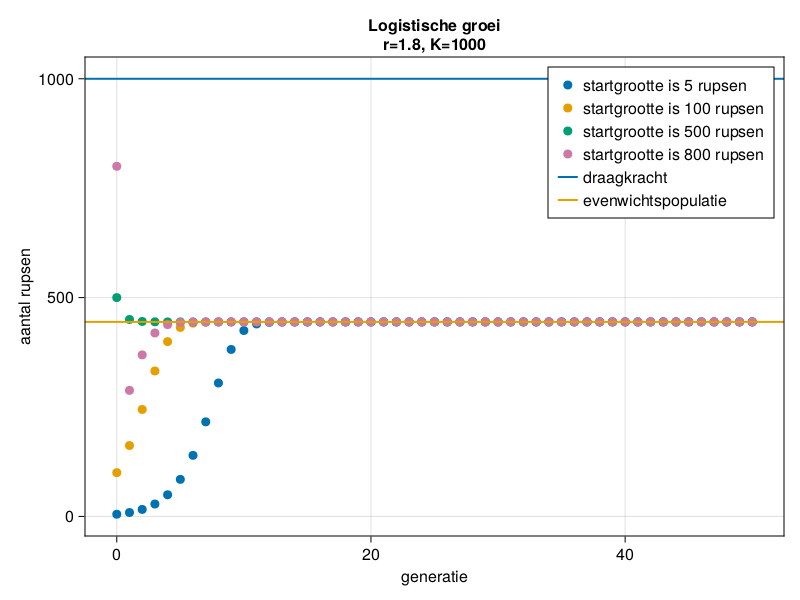 Logistische groei
r=1.8, K=1000
startgrootte is 5 rupsen
startgrootte is 100 rupsen
startgrootte is 500 rupsen
startgrootte is 800 rupsen
draagkracht
evenwichtspopulatie
aantal rupsen
1000
500
0
0 20 40
generatie